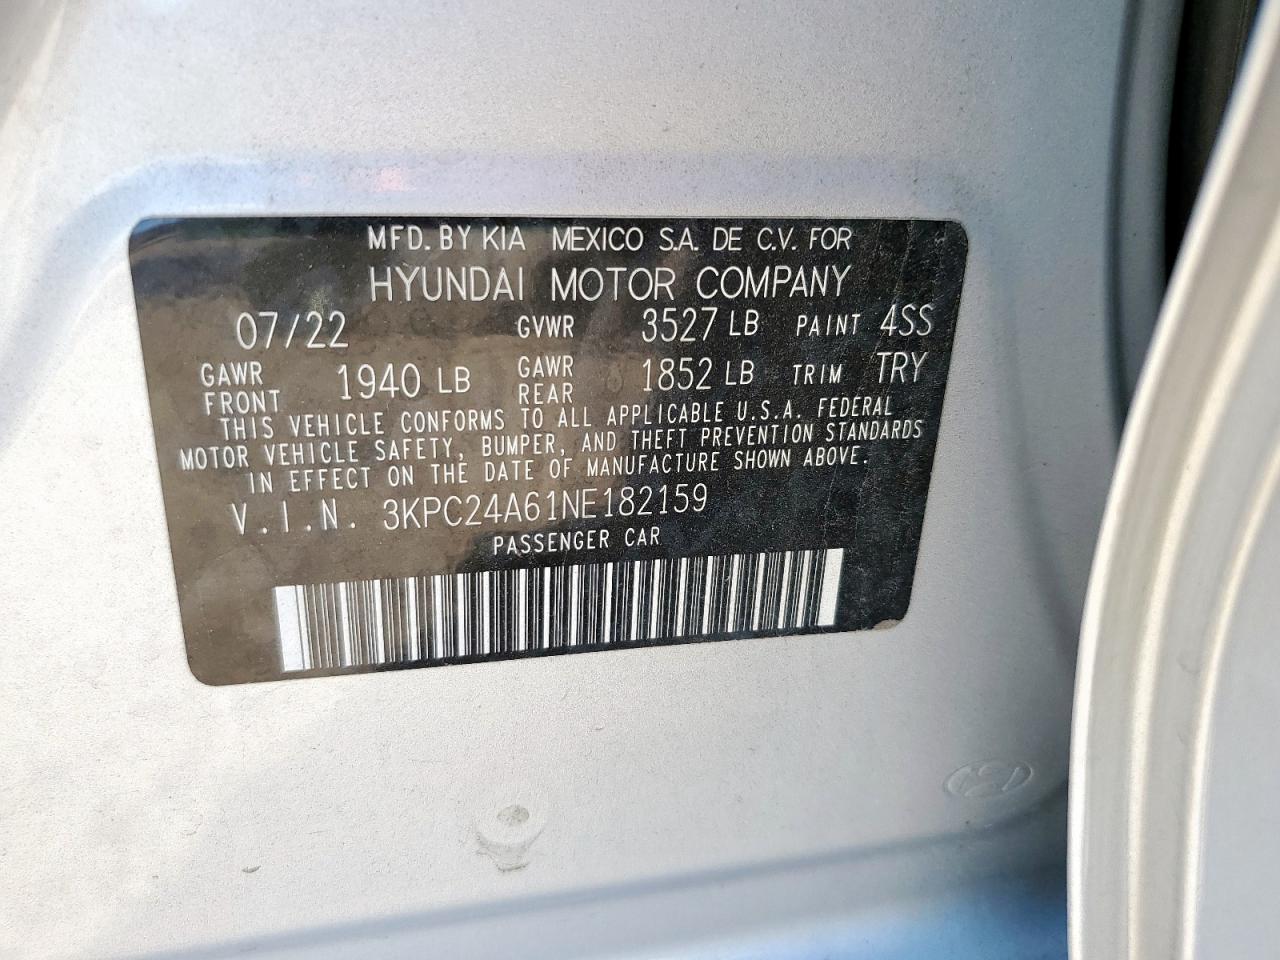 MFD. BY KIA MEXICO S.A. DE C.V. FOR
HYUNDAI MOTOR COMPANY
07/22 GVWR 3527 LB PAINT 4SS
GAWR FRONT 1940 LB GAWR REAR 1852 LB TRIM TRY
THIS VEHICLE CONFORMS TO ALL APPLICABLE U.S.A. FEDERAL
MOTOR VEHICLE SAFETY, BUMPER, AND THEFT PREVENTION STANDARDS
IN EFFECT ON THE DATE OF MANUFACTURE SHOWN ABOVE.
V.I.N. 3KPC24A61NE182159
PASSENGER CAR